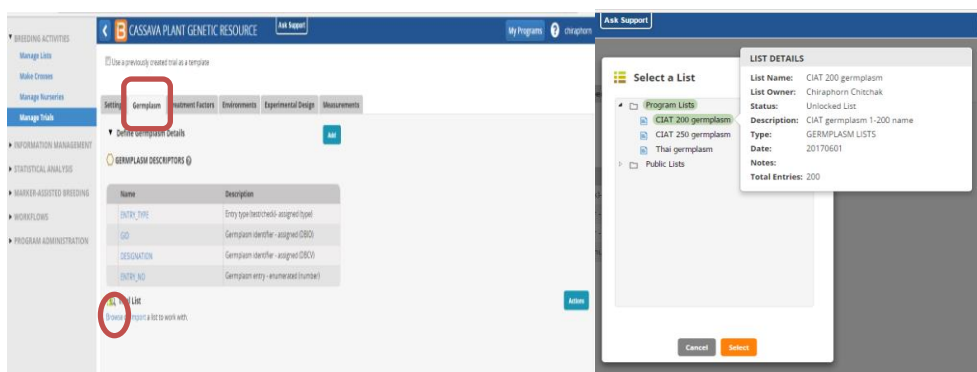 BREEDING ACTIVITIES
Manage Lists
Make Crosses
Manage Nurseries
Manage Trials
INFORMATION MANAGEMENT
STATISTICAL ANALYSIS
MARKER-ASSISTED BREEDING
WORKFLOWS
PROGRAM ADMINISTRATION
CASSAVA PLANT GENETIC RESOURCE
Ask Support
My Programs
? chiraphorn
Use a previously created trial as a template
Settings Germplasm Treatment Factors Environments Experimental Design Measurements
Define Germplasm Details
Add
GERMPLASM DESCRIPTORS
Name Description
ENTRY_TYPE Entry type (test/check)- assigned (type)
GID Germplasm identifier - assigned (DBID)
DESIGNATION Germplasm identifier - assigned (DBCV)
ENTRY_NO Germplasm entry - enumerated (number)
List
Actions
Browse import a list to work with.
Ask Support
Select a List
Program Lists
CIAT 200 germplasm
CIAT 250 germplasm
Thai germplasm
Public Lists
Cancel Select
LIST DETAILS
List Name: CIAT 200 germplasm
List Owner: Chiraphorn Chitchak
Status: Unlocked List
Description: CIAT germplasm 1-200 name
Type: GERMPLASM LISTS
Date: 20170601
Notes:
Total Entries: 200